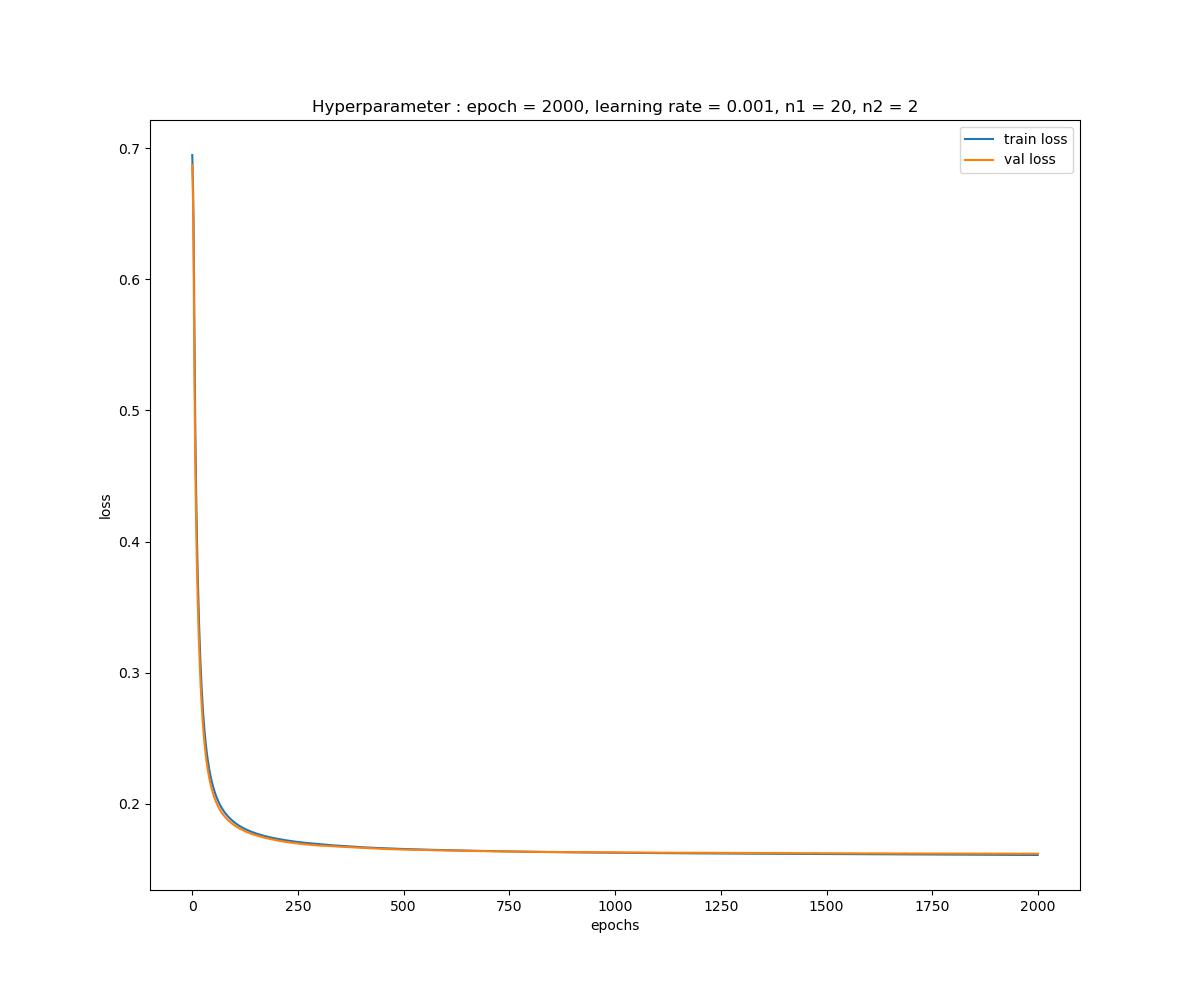 Hyperparameter : epoch = 2000, learning rate = 0.001, n1 = 20, n2 = 2
train loss
val loss
0.7
0.6
0.5
0.4
0.3
0.2
loss
0 250 500 750 1000 1250 1500 1750 2000
epochs